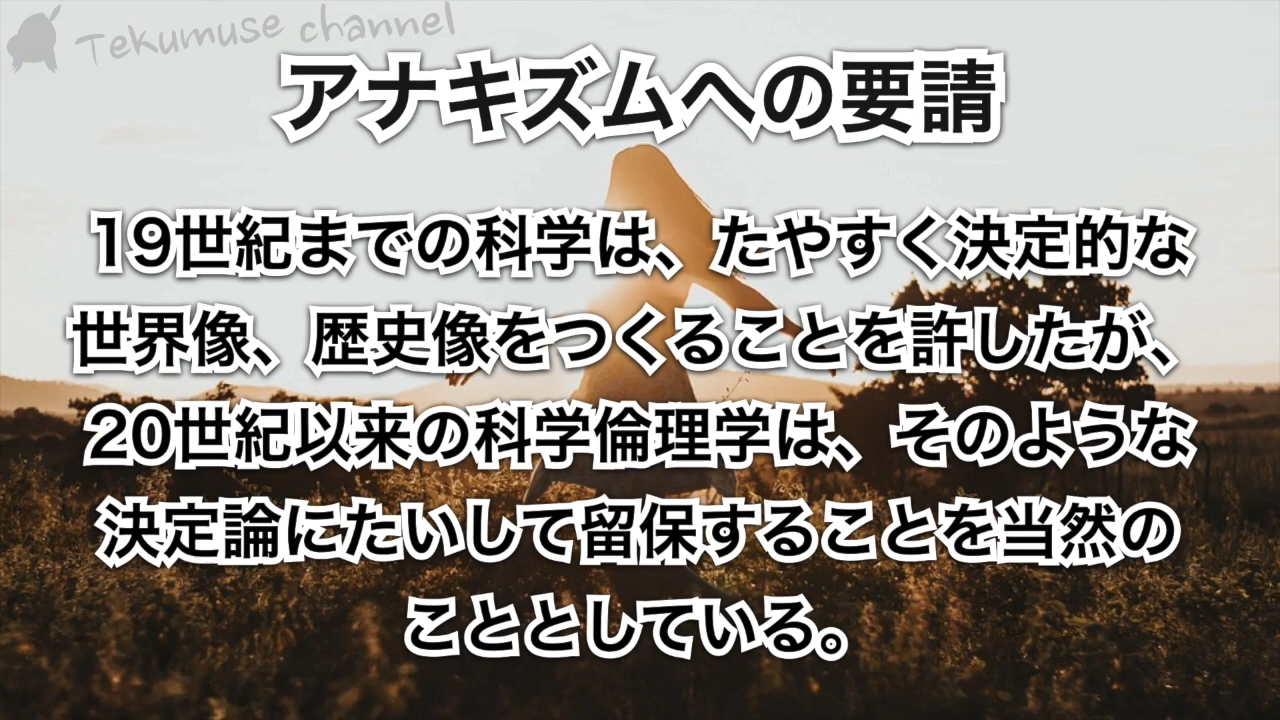 Tekumuse channel
アナキズムへの要請
19世紀までの科学は、たやすく決定的な
世界像、歴史像をつくることを許したが、
20世紀以来の科学倫理学は、そのような
決定論にたいして留保することを当然の
こととしている。